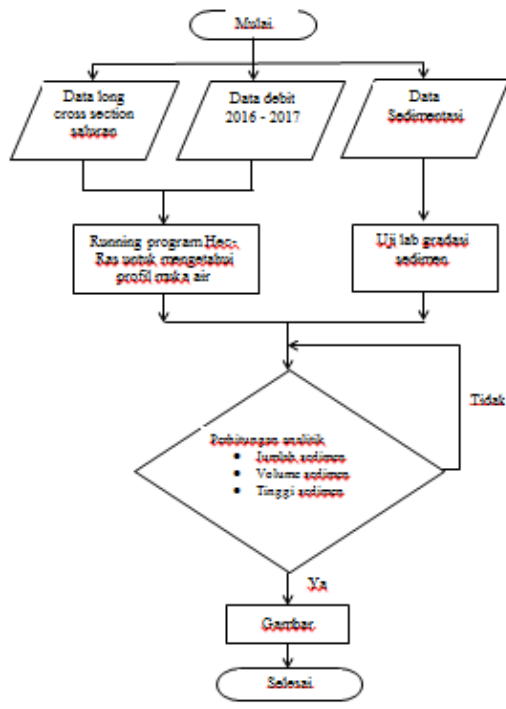 Mulai
Data long
cross section
saluran
Data debit
2016 - 2017
Data
Sedimentasi
Running program Hec-
Ras untuk mengetahui
profil muka air
Uji lab gradasi
sedimen
Tidak
Perhitungan analitik
• Jumlah sedimen
• Volume sedimen
• Tinggi sedimen
Ya
Gambar
Selesai